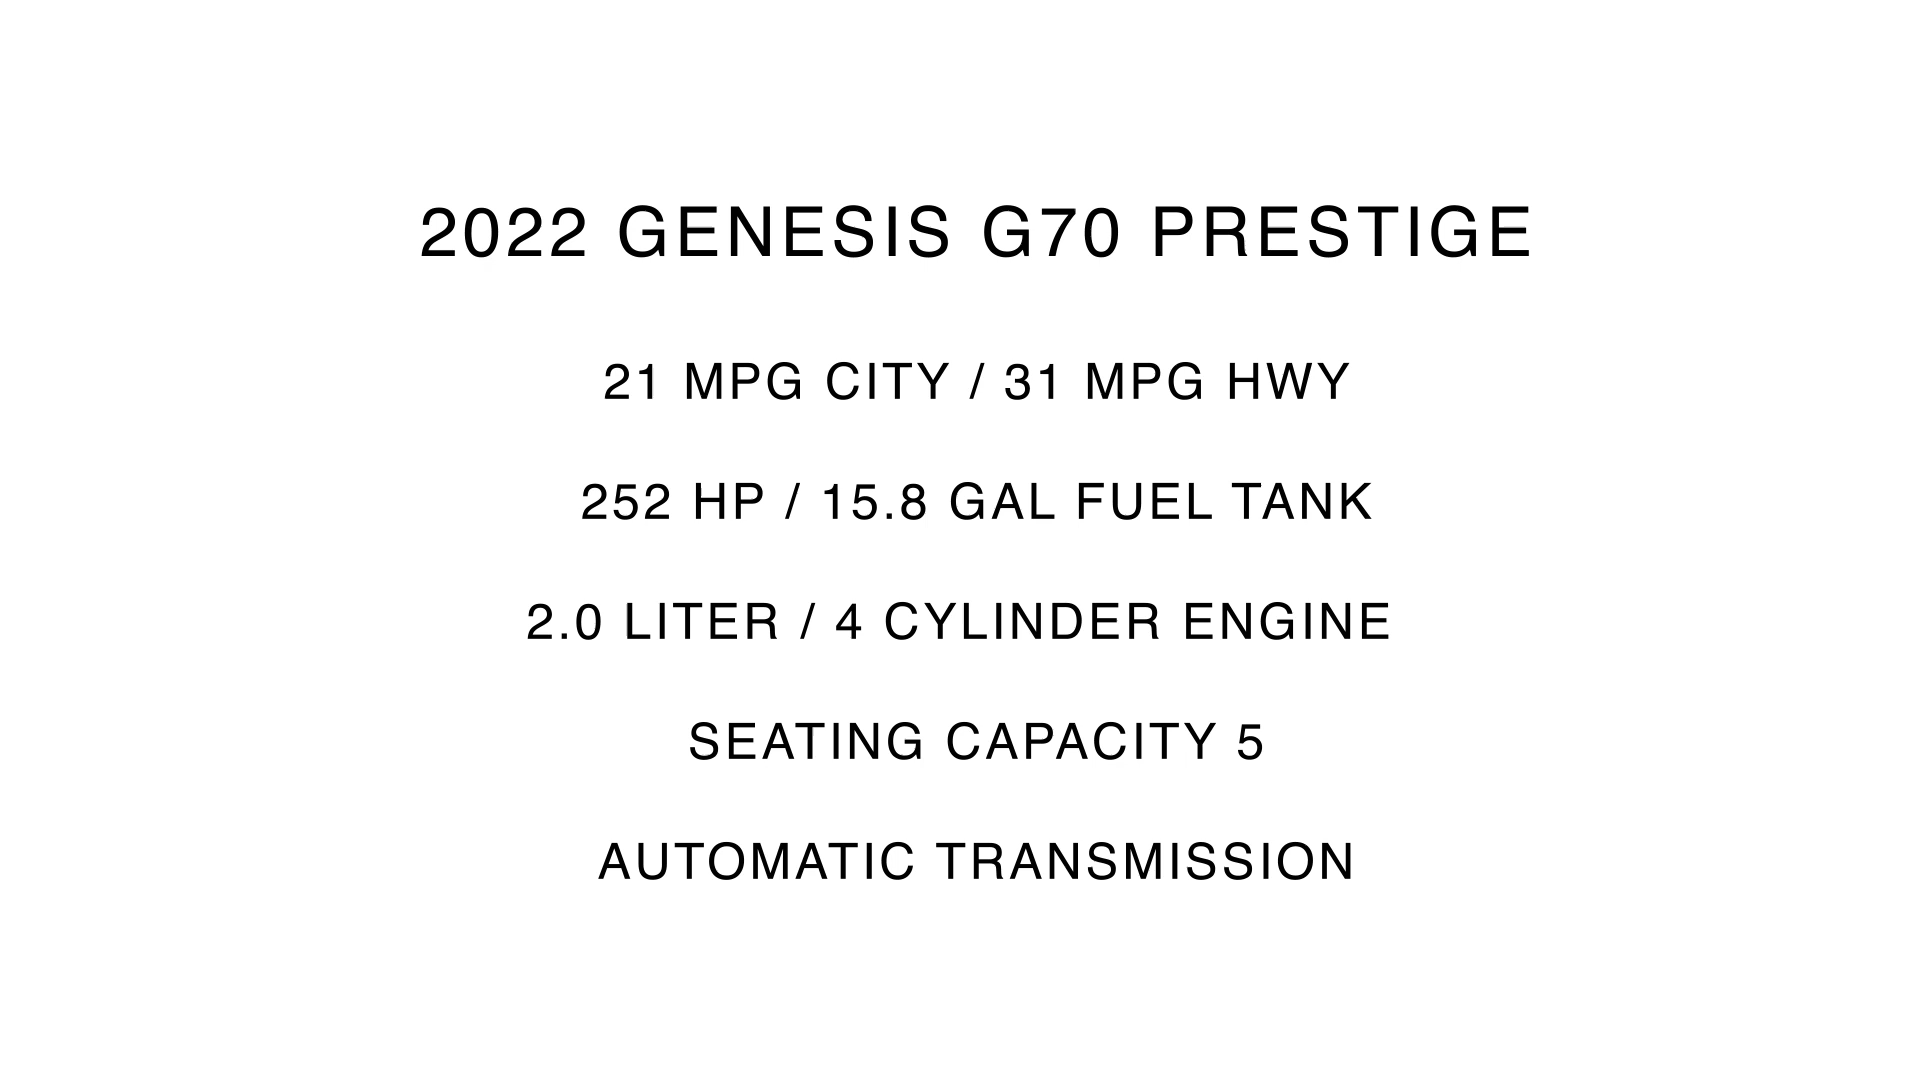 2022 GENESIS G70 PRESTIGE
21 MPG CITY / 31 MPG HWY
252 HP / 15.8 GAL FUEL TANK
2.0 LITER / 4 CYLINDER ENGINE
SEATING CAPACITY 5
AUTOMATIC TRANSMISSION